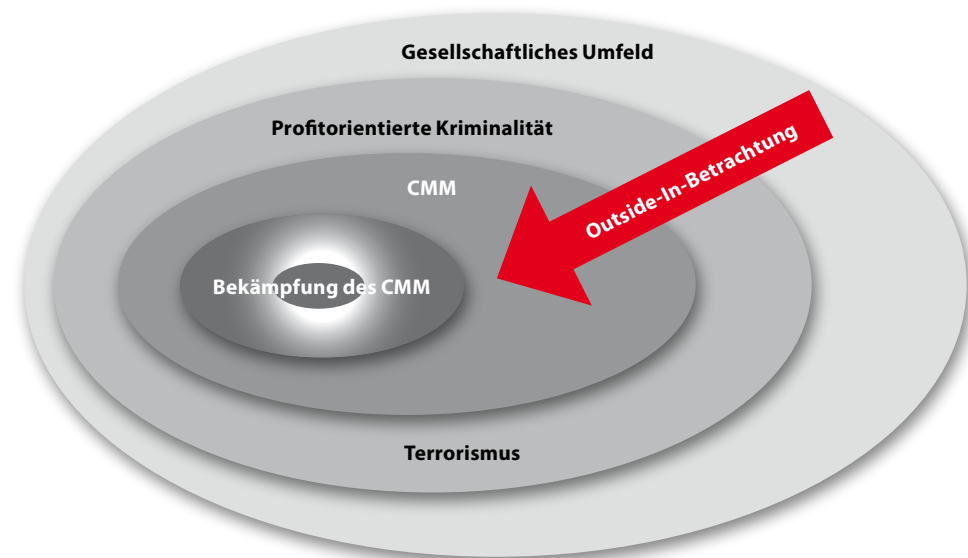 Gesellschaftliches Umfeld
Profitorientierte Kriminalität
Outside-In-Betrachtung
CMM
Bekämpfung des CMM
Terrorismus